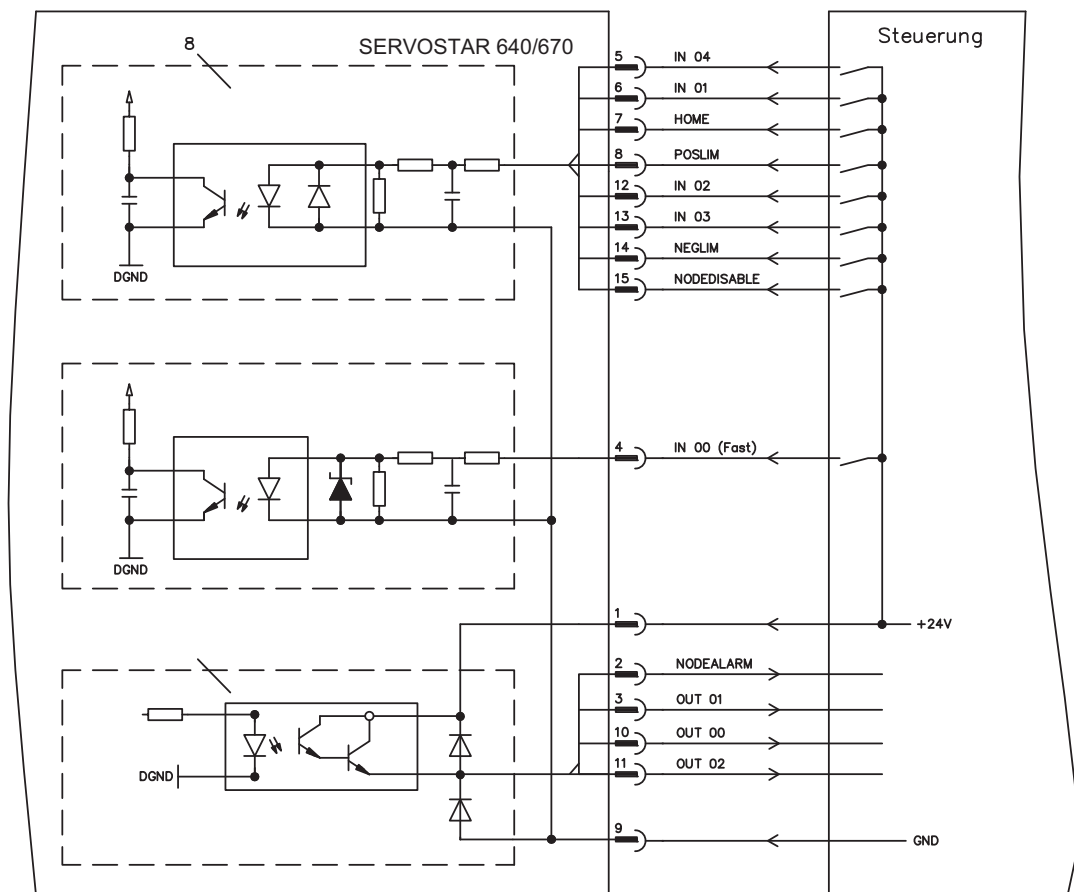 8
SERVOSTAR 640/670
Steuerung
5 IN 04
6 IN 01
7 HOME
8 POSLIM
12 IN 02
13 IN 03
14 NEGLIM
15 NODEDISABLE
DGND
4 IN 00 (Fast)
DGND
1 +24V
2 NODEALARM
3 OUT 01
10 OUT 00
11 OUT 02
DGND
9 GND